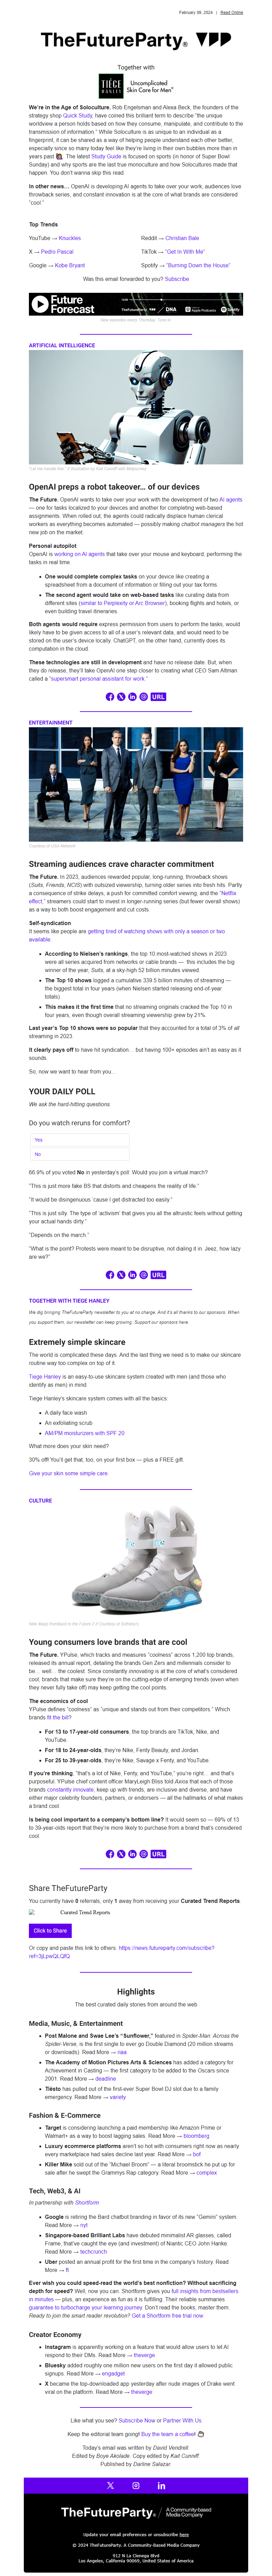 February 09, 2024 | Read Online
TheFutureParty®
Together with
TIEGE HANLEY
Uncomplicated
Skin Care for Men®
We're in the Age of Soloculture. Rob Engelman and Alexa Beck, the founders of the
strategy shop Quick Study, have coined this brilliant term to describe "the unique
worldview a person holds based on how they consume, manipulate, and contribute to the
information ecosystem." While Soloculture is as unique to an individual as a
fingerprint, it can be shared as a way of helping people understand each other better,
especially since so many today feel like they're living in their own bubbles more than in
years past. The latest Study Guide is focused on sports (in honor of Super Bowl
Sunday) and why sports are the last true monoculture and how Soloculture made that
happen. You don't wanna skip this read.
In other news… OpenAI is developing AI agents to take over your work, audiences are
throwback series, and constant innovation is at the core of what brands are deemed
"cool."
Top Trends
YouTube → Knuckles
Reddit → Christian Bale
X → Pedro Pascal
TikTok → "Get In With Me"
Google → Kobe Bryant
Spotify → "Burning Down the House"
Was this email forwarded to you? Subscribe
Future
Forecast
TheFutureParty
DNA
Apple Podcasts
Spotify
ARTIFICIAL INTELLIGENCE
OpenAI preps a robot takeover… of our devices
The Future. OpenAI wants to take over your work with the development of two AI agents
— one for tasks localized to your devices and another for completing web-based
assignments. When rolled out, the agents could radically displace human clerical
workers as everything becomes automated — possibly making chatbot managers the hot
new job on the market.
Personal autopilot
OpenAI is working on AI agents that take over your mouse and keyboard, performing the
tasks in real time.
• One would complete complex tasks on your device like creating a
spreadsheet from a document of information or filing out your tax forms.
• The second agent would take on web-based tasks like curating data from
different sites (similar to Perplexity or Arc Browser), booking flights and hotels, or
even building travel itineraries.
Both agents would require express permission from users to perform the tasks, would
likely have to be given access to all of a user's relevant data, and would need to be
stored on the user's device locally. ChatGPT, on the other hand, currently does its
computation in the cloud.
These technologies are still in development and have no release date. But, when
they do release, they'll take OpenAI one step closer to creating what CEO Sam Altman
called a "supersmart personal assistant for work."
URL
ENTERTAINMENT
Courtesy of USA Network
Streaming audiences crave character commitment
The Future. In 2023, audiences rewarded popular, long-running, throwback shows
(Suits, Friends, NCIS) with outsized viewership, turning older series into fresh hits. Partly
a consequence of strike delays, a push for committed comfort viewing, and the "Netflix
effect," streamers could start to commit to longer seasons (and overall slate of shows)
as a way to both boost engagement and cut costs.
Self-syndication
It seems like people are getting tired of watching shows with only a season or two
available.
• According to Nielsen's rankings, the top 10 most-watched shows in 2023
were all series acquired from networks or cable channels — this includes the big
winner of the year, Suits, at a sky-high 52 billion minutes viewed.
• The Top 10 shows logged a cumulative 339.5 billion minutes of streaming —
the biggest total in four years (when Nielsen started releasing end-of-year
totals).
• This makes it the first time that no streaming originals cracked the Top 10 in
four years, even though overall streaming viewership grew by 21%.
Last year's Top 10 shows were so popular that they accounted for a total of 3% of all
streaming in 2023.
It clearly pays off to have hit syndication… but having 100+ episodes ain't as easy as it
sounds.
So, now we want to hear from you...
YOUR DAILY POLL
We ask the hard-hitting questions.
Do you watch reruns for comfort?
Yes
No
66.9% of you voted No in yesterday's poll: Would you join a virtual march?
"This is just more fake BS that distorts and cheapens the reality of life."
"It would be disingenuous 'cause I get distracted too easily."
"This is just silly. The type of 'activism' that gives you all the altruistic feels without getting
your actual hands dirty."
"Depends on the march."
"What is the point? Protests were meant to be disruptive, not dialing it in. Jeez, how lazy
are we?"
URL
TOGETHER WITH TIEGE HANLEY
We dig bringing TheFutureParty newsletter to you at no charge. And it's all thanks to our sponsors. When
you support them, our newsletter can keep growing. Support our sponsors here.
Extremely simple skincare
The world is complicated these days. And the last thing we need is to make our skincare
routine way too complex on top of it.
Tiege Hanley is an easy-to-use skincare system created with men (and those who
identify as men) in mind.
Tiege Hanley's skincare system comes with all the basics:
• A daily face wash
• An exfoliating scrub
• AM/PM moisturizers with SPF 20
What more does your skin need?
30% off! You'll get that, too, on your first box — plus a FREE gift.
Give your skin some simple care.
CULTURE
Young consumers love brands that are cool
The Future. YPulse, which tracks and measures "coolness" across 1,200 top brands,
released its annual report, detailing the brands Gen Zers and millennials consider to
be… well… the coolest. Since constantly innovating is at the core of what's considered
cool, brands that make sure they're on the cutting-edge of emerging trends (even when
they never fully take off) may help keep getting the cool points.
The economics of cool
YPulse defines "coolness" as "unique and stands out from their competitors." Which
brands fit the bill?
• For 13 to 17-year-old consumers, the top brands are TikTok, Nike, and
YouTube.
• For 18 to 24-year-olds, they're Nike, Fenty Beauty, and Jordan.
• For 25 to 39-year-olds, they're Nike, Savage x Fenty, and YouTube.
If you're thinking, "that's a lot of Nike, Fenty, and YouTube," you're right… and that's
purposeful. YPulse chief content officer MaryLeigh Bliss told Axios that each of those
brands constantly innovate, keep up with trends, are inclusive and diverse, and have
either major celebrity founders, partners, or endorsers — all the hallmarks of what makes
a brand cool.
Is being cool important to a company's bottom line? It would seem so — 68% of 13
to 39-year-olds report that they're more likely to purchase from a brand that's considered
cool.
URL
Share TheFutureParty
You currently have 0 referrals, only 1 away from receiving your Curated Trend Reports.
Curated Trend Reports
Click to Share
Or copy and paste this link to others: https://news.futureparty.com/subscribe?
Highlights
The best curated daily stories from around the web.
Media, Music, & Entertainment
• Post Malone and Swae Lee's "Sunflower," featured in Spider-Man: Across the
Spider-Verse, is the first single to ever go Double Diamond (20 million streams
or downloads). Read More → riaa
• The Academy of Motion Pictures Arts & Sciences has added a category for
Achievement in Casting — the first category to be added to the Oscars since
2001. Read More → deadline
• Tiësto has pulled out of the first-ever Super Bowl DJ slot due to a family
emergency. Read More → variety
Fashion & E-Commerce
• Target is considering launching a paid membership like Amazon Prime or
Walmart+ as a way to boost lagging sales. Read More → bloomberg
• Luxury ecommerce platforms aren't so hot with consumers right now as nearly
every marketplace had sales decline last year. Read More → bof
• Killer Mike sold out of the "Michael Broom" — a literal broomstick he put up for
sale after he swept the Grammys Rap category. Read More → complex
Tech, Web3, & AI
In partnership with Shortform
• Google is retiring the Bard chatbot branding in favor of its new "Gemini" system.
Read More → nyt
• Singapore-based Brilliant Labs have debuted minimalist AR glasses, called
Frame, that've caught the eye (and investment) of Niantic CEO John Hanke.
Read More → techcrunch
• Uber posted an annual profit for the first time in the company's history. Read
More → ft
Ever wish you could speed-read the world's best nonfiction? Without sacrificing
depth for speed? Well, now you can. Shortform gives you full insights from bestsellers
in minutes — plus, an experience as fun as it is fulfilled. Their versatile summaries
guarantee to turbocharge your learning journey. Don't read the books, master them.
Ready to join the smart reader revolution? Get a Shortform free trial now.
Creator Economy
• Instagram is apparently working on a feature that would allow users to let AI
respond to their DMs. Read More → theverge
• Bluesky added roughly one million new users on the first day it allowed public
signups. Read More → engadget
• X became the top-downloaded app yesterday after nude images of Drake went
viral on the platform. Read More → theverge
Like what you see? Subscribe Now or Partner With Us.
Keep the editorial team going! Buy the team a coffee!
Today's email was written by David Vendrell.
Edited by Boye Akolade. Copy edited by Kait Cunniff.
Published by Darline Salazar.
TheFutureParty® / A Community-based
Media Company
Update your email preferences or unsubscribe here
© 2024 TheFutureParty. A Community-Based Media Company
912 N La Cienega Blvd
Los Angeles, California 90069, United States of America